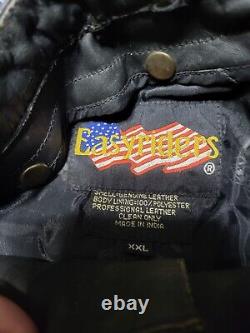 Easyriders
®
SHELL:GENUINE LEATHER
BODY LINING:100% POLYESTER
PROFESSIONAL LEATHER
CLEAN ONLY
MADE IN INDIA
XXL